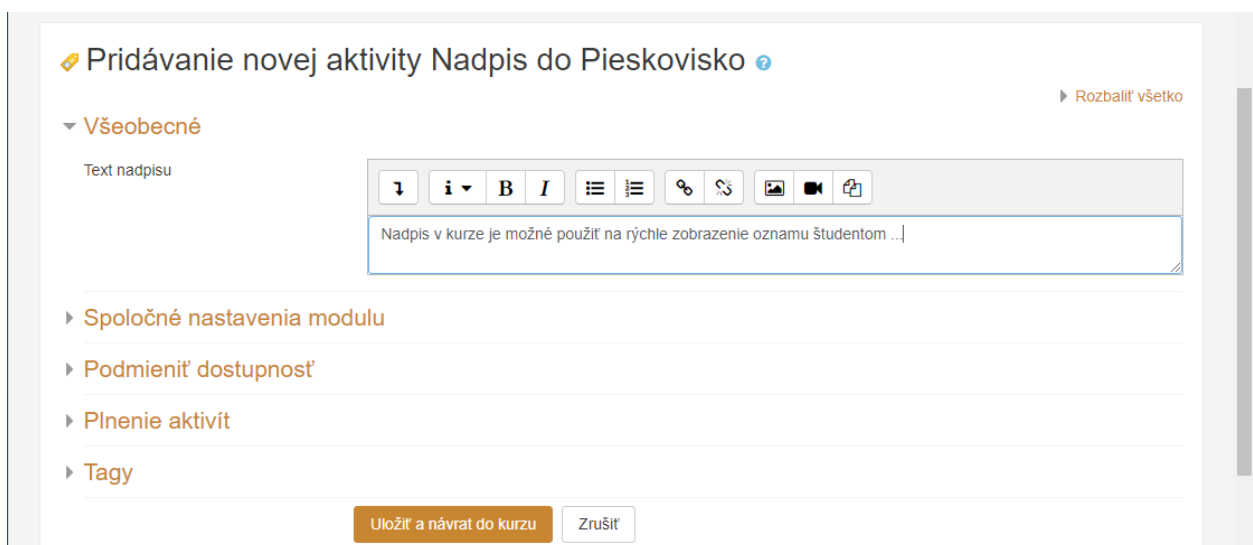 Pridávanie novej aktivity Nadpis do Pieskovisko
Rozbaliť všetko
Všeobecné
Text nadpisu
Nadpis v kurze je možné použiť na rýchle zobrazenie oznamu študentom ...
Spoločné nastavenia modulu
Podmieniť dostupnosť
Plnenie aktivít
Tagy
Uložiť a návrat do kurzu
Zrušiť